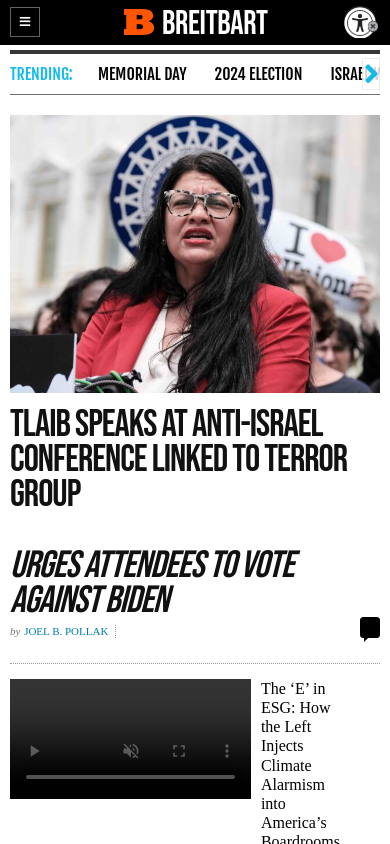 BREITBART
TRENDING:
MEMORIAL DAY
2024 ELECTION
I
Unions
TLAIB SPEAKS AT ANTI-ISRAEL
CONFERENCE LINKED TO TERROR
GROUP
URGES ATTENDEES TO VOTE
AGAINST BIDEN
by JOEL B. POLLAK
The ‘E’ in
ESG: How
the Left
Injects
Climate
Alarmism
into
America’s
Boardrooms